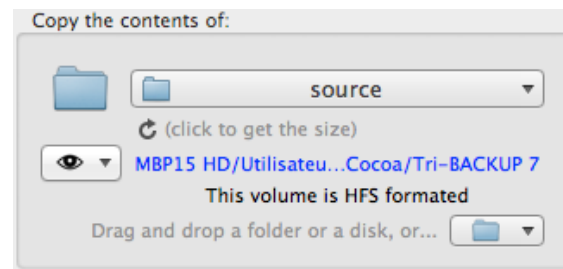 Copy the contents of:
source
(click to get the size)
MBP15 HD/Utilisateu...Cocoa/Tri-BACKUP 7
This volume is HFS formated
Drag and drop a folder or a disk, or...